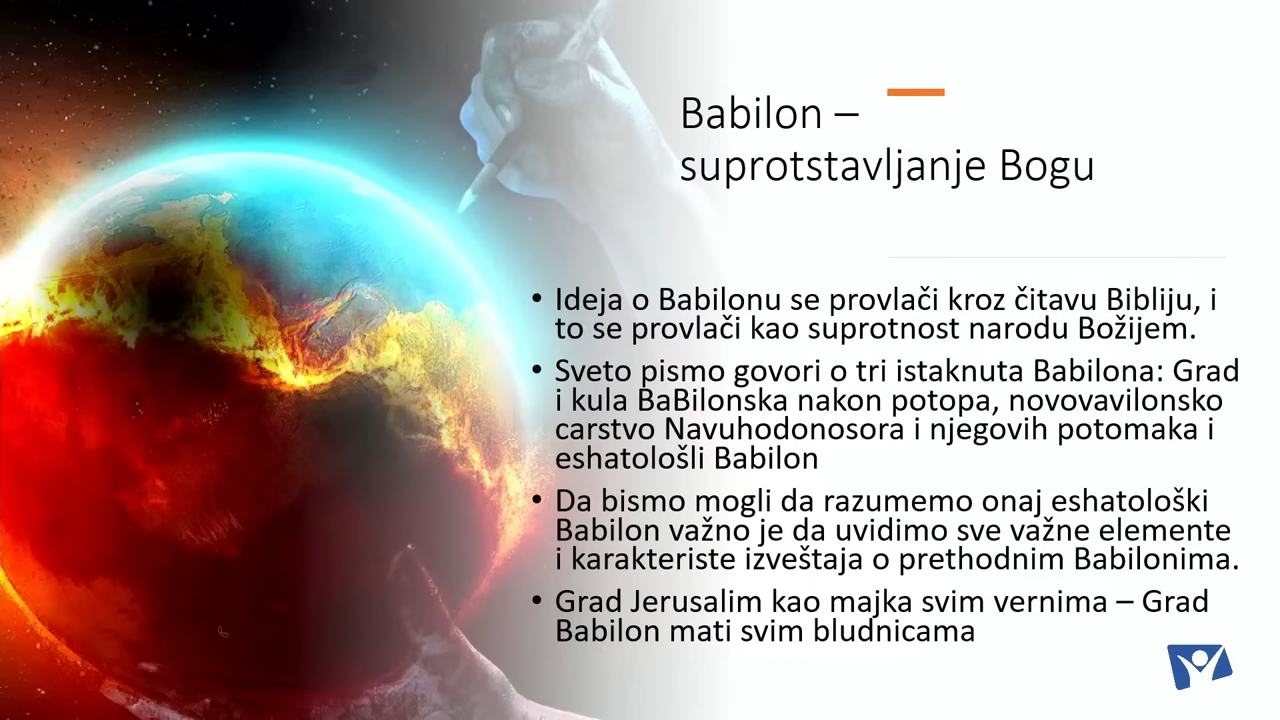 Babilon –
suprotstavljanje Bogu
• Ideja o Babilonu se provlači kroz čitavu Bibliju, i
to se provlači kao suprotnost narodu Božijem.
• Sveto pismo govori o tri istaknuta Babilona: Grad
i kula BaBilonska nakon potopa, novovavilonsko
carstvo Navuhodonosora i njegovih potomaka i
eshatološli Babilon
• Da bismo mogli da razumemo onaj eshatološki
Babilon važno je da uvidimo sve važne elemente
i karakteriste izveštaja o prethodnim Babilonima.
• Grad Jerusalim kao majka svim vernima – Grad
Babilon mati svim bludnicama